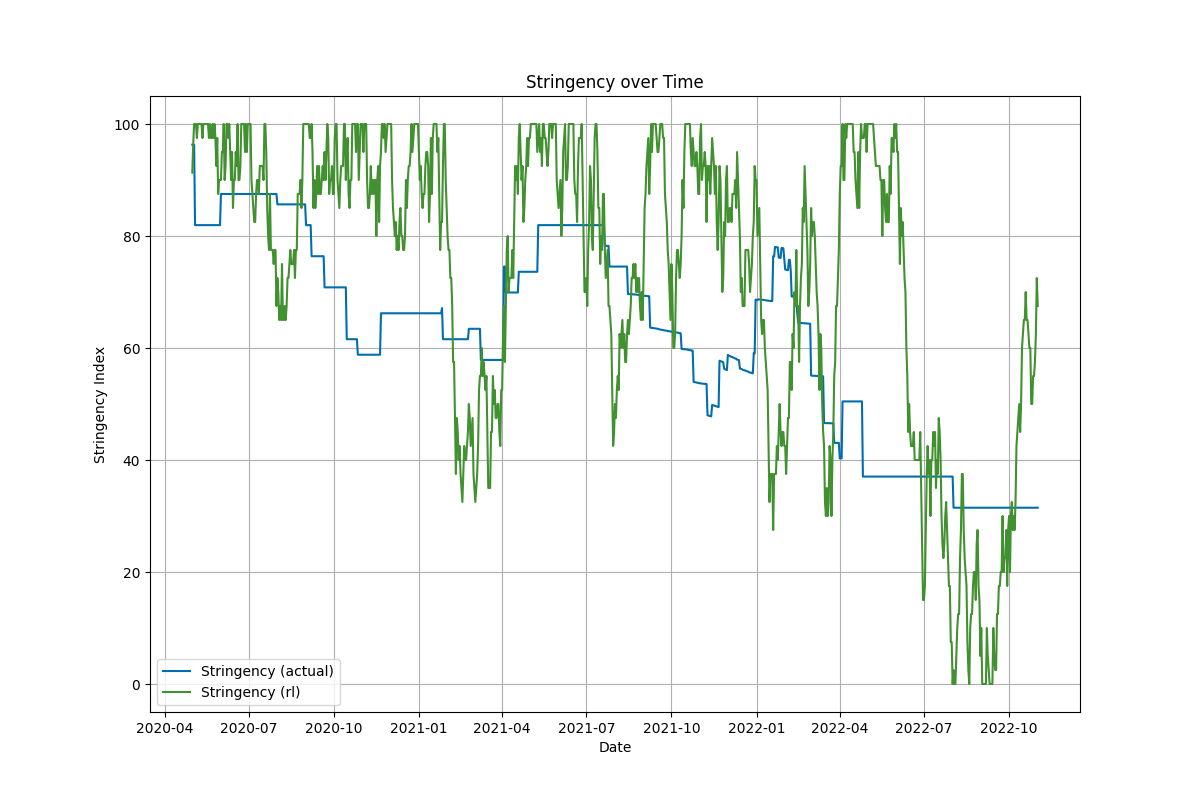 Stringency over Time
Stringency Index
100
80
60
40
20
0
Stringency (actual)
Stringency (rl)
2020-04 2020-07 2020-10 2021-01 2021-04 2021-07 2021-10 2022-01 2022-04 2022-07 2022-10
Date